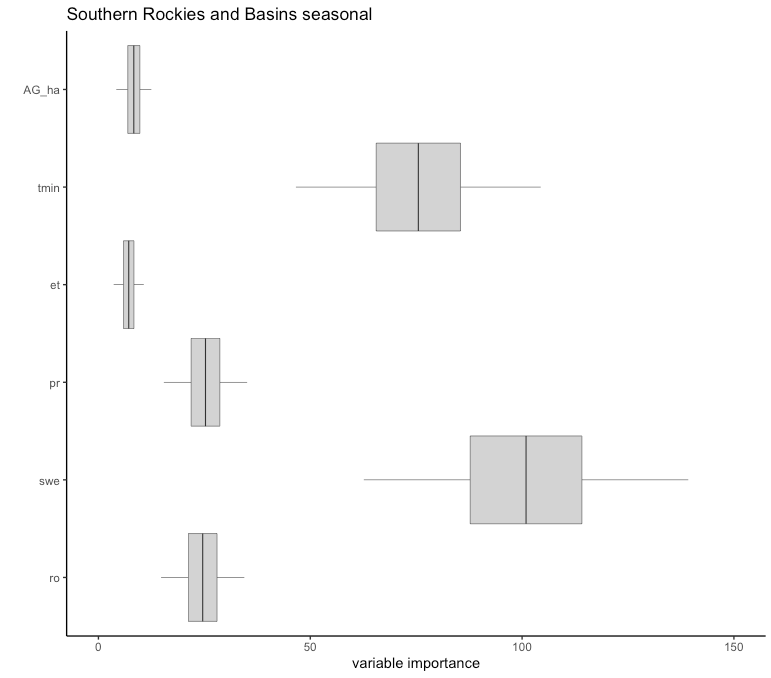 Southern Rockies and Basins seasonal
AG_ha
tmin
et
pr
swe
ro
0 50 100 150
variable importance